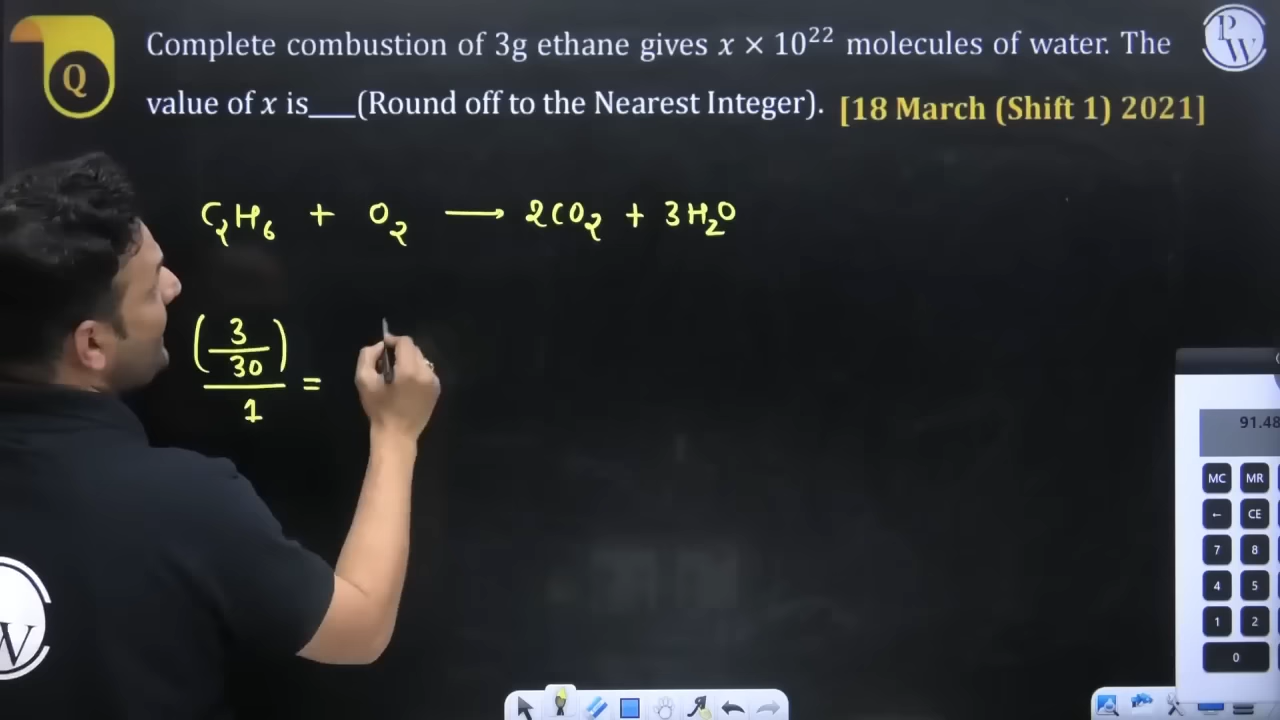 Q
Complete combustion of 3g ethane gives x × 10²² molecules of water. The
value of x is___(Round off to the Nearest Integer). [18 March (Shift 1) 2021]
PW
C₂H₆ + O₂ ⟶ 2CO₂ + 3H₂O
(3/30)/1 =
91.48
MC MR
← CE
7 8
4 5
1 2
0
W